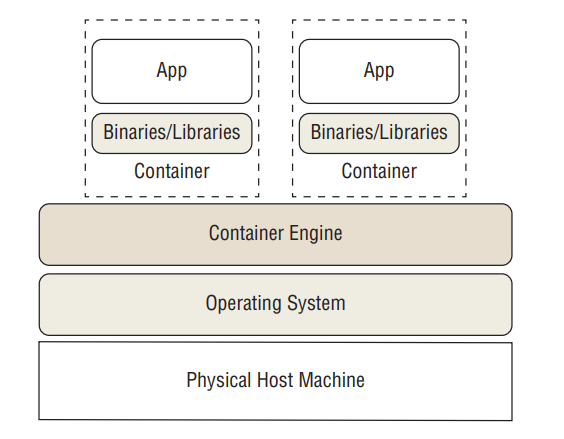 App
App
Binaries/Libraries
Binaries/Libraries
Container
Container
Container Engine
Operating System
Physical Host Machine